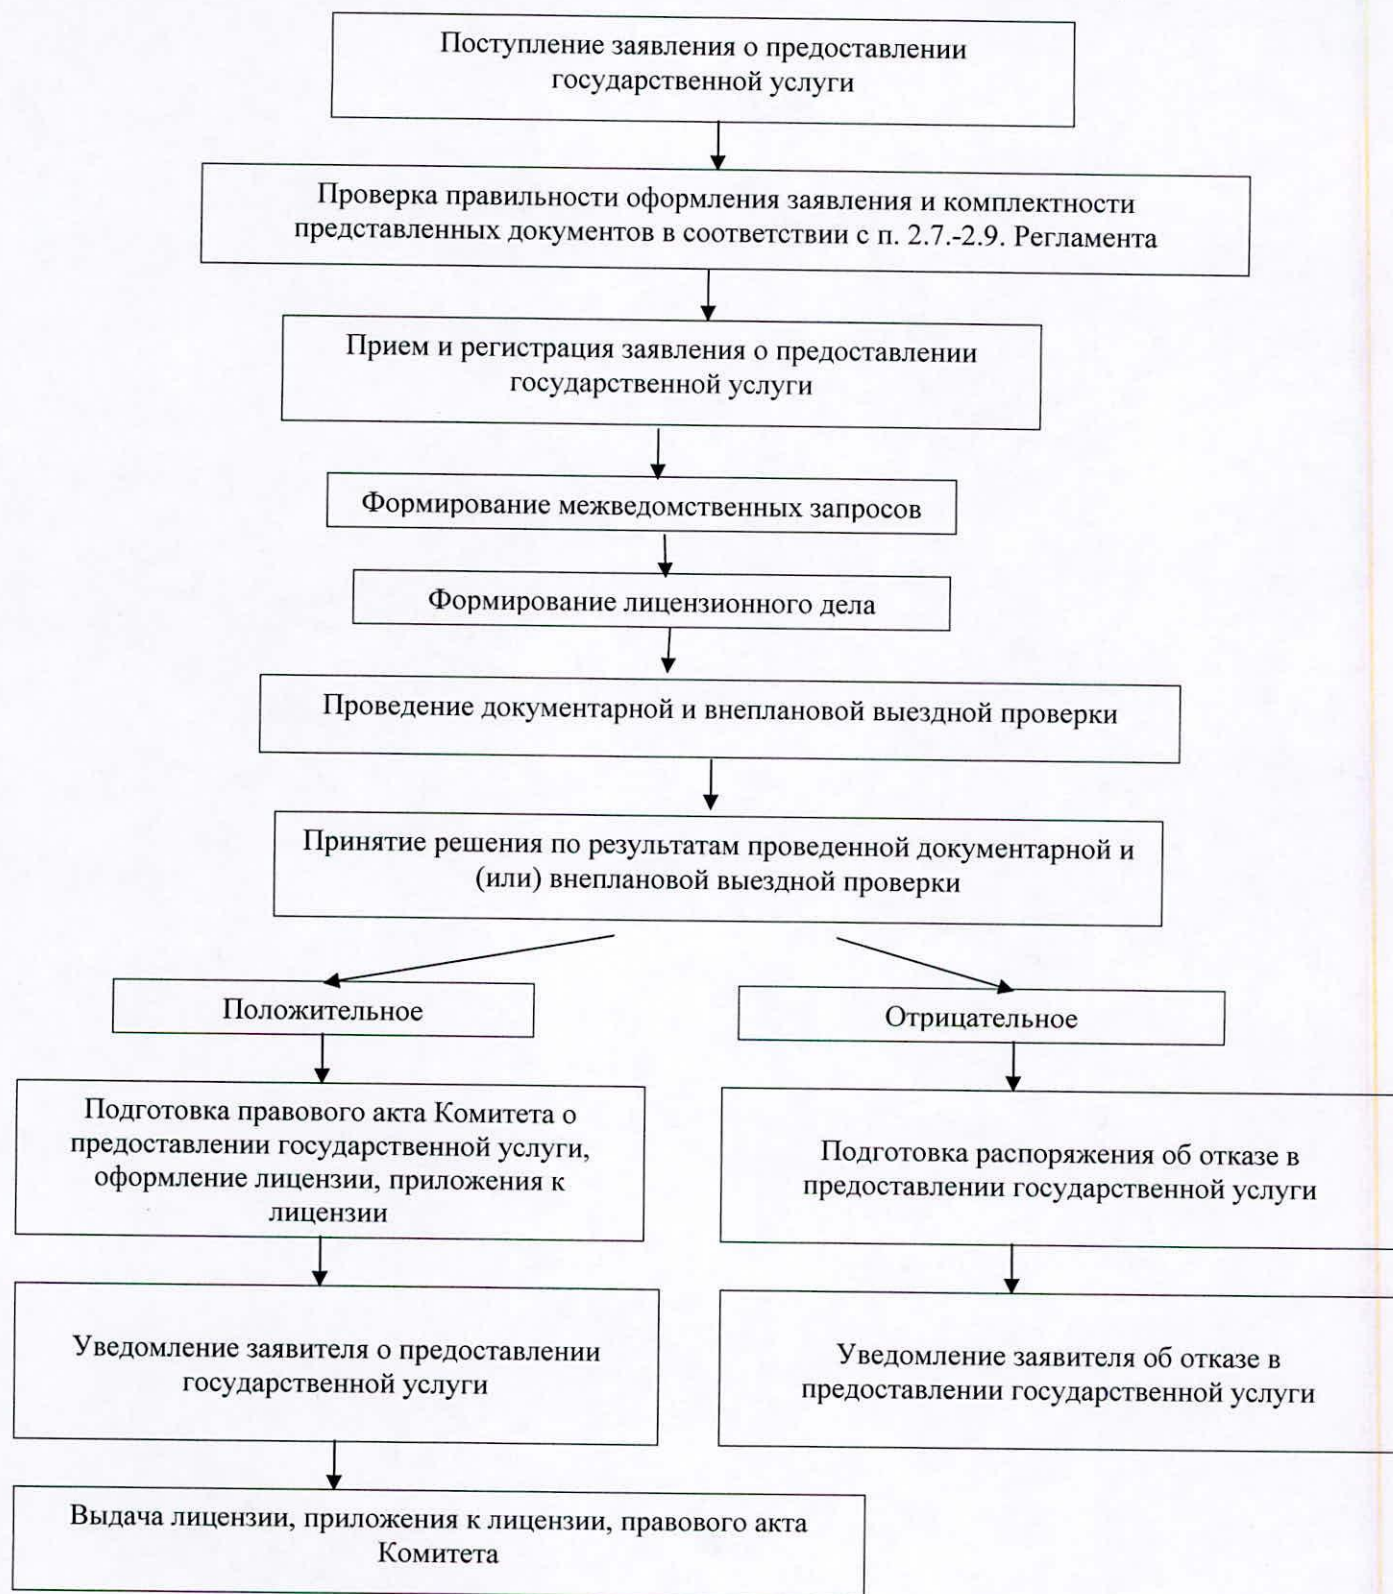 Поступление заявления о предоставлении
государственной услуги
Проверка правильности оформления заявления и комплектности
представленных документов в соответствии с п. 2.7.-2.9. Регламента
Прием и регистрация заявления о предоставлении
государственной услуги
Формирование межведомственных запросов
Формирование лицензионного дела
Проведение документарной и внеплановой выездной проверки
Принятие решения по результатам проведенной документарной и
(или) внеплановой выездной проверки
Положительное
Отрицательное
Подготовка правового акта Комитета о
предоставлении государственной услуги,
оформление лицензии, приложения к
лицензии
Подготовка распоряжения об отказе в
предоставлении государственной услуги
Уведомление заявителя о предоставлении
государственной услуги
Уведомление заявителя об отказе в
предоставлении государственной услуги
Выдача лицензии, приложения к лицензии, правового акта
Комитета